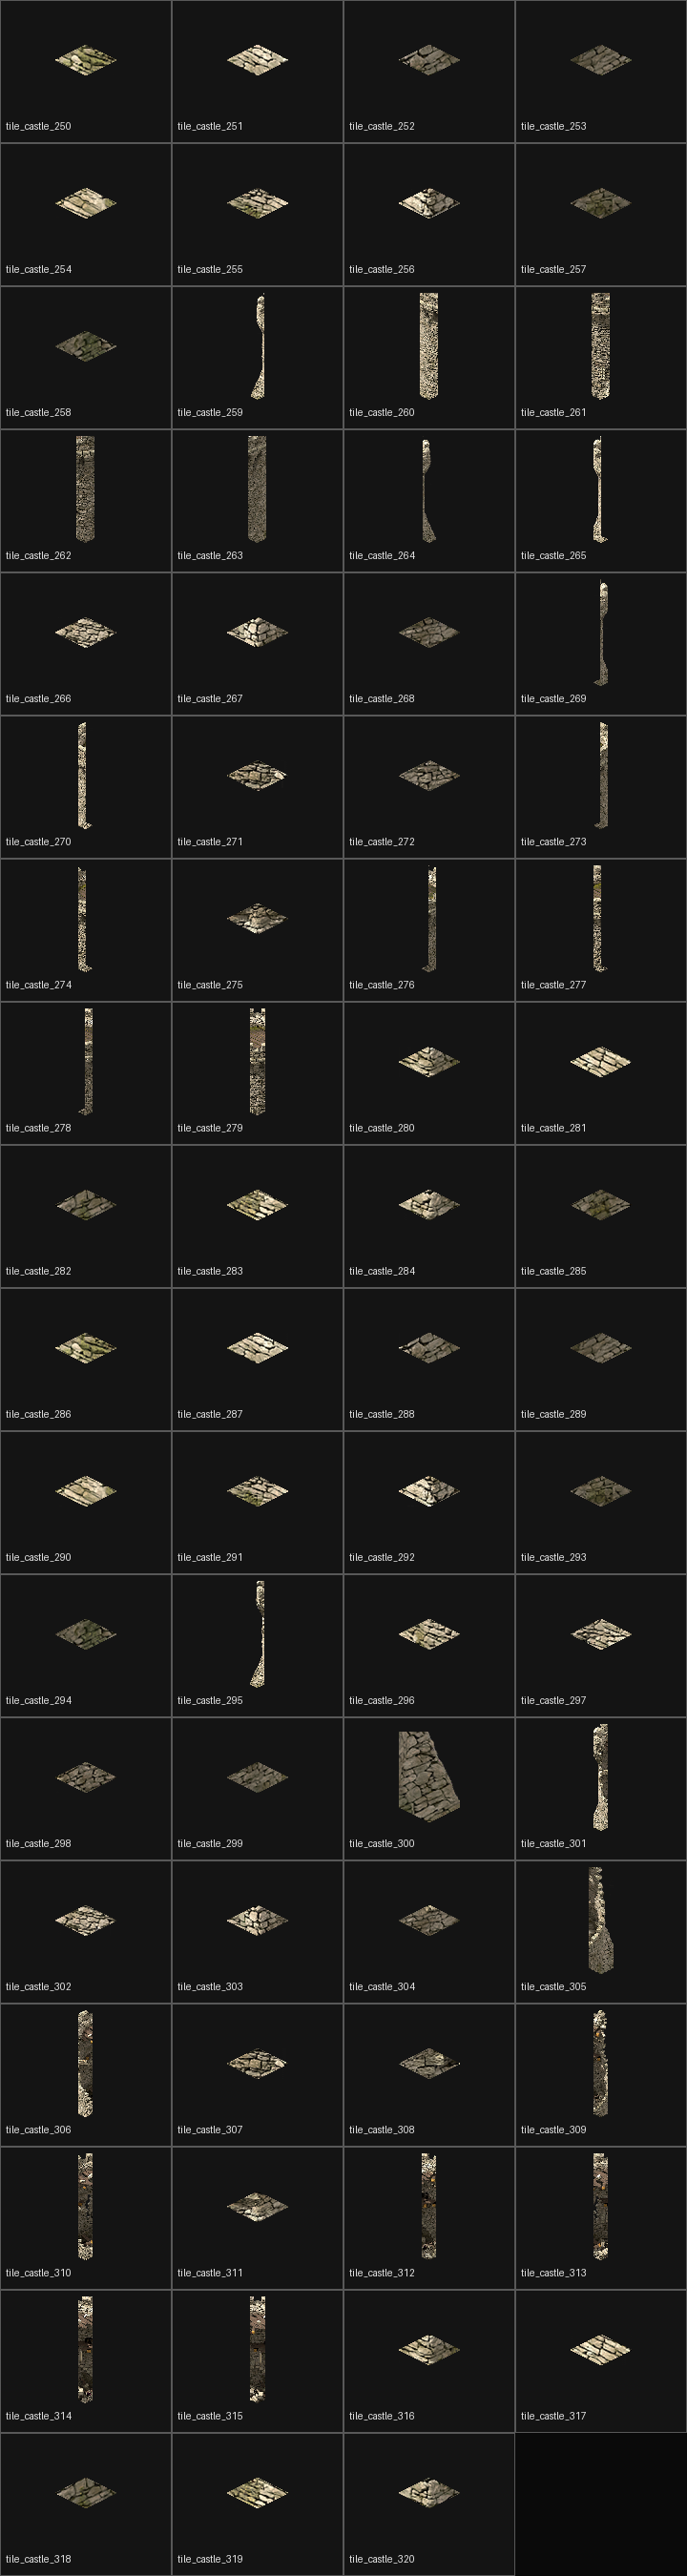 tile_castle_250 tile_castle_251 tile_castle_252 tile_castle_253
tile_castle_254 tile_castle_255 tile_castle_256 tile_castle_257
tile_castle_258 tile_castle_259 tile_castle_260 tile_castle_261
tile_castle_262 tile_castle_263 tile_castle_264 tile_castle_265
tile_castle_266 tile_castle_267 tile_castle_268 tile_castle_269
tile_castle_270 tile_castle_271 tile_castle_272 tile_castle_273
tile_castle_274 tile_castle_275 tile_castle_276 tile_castle_277
tile_castle_278 tile_castle_279 tile_castle_280 tile_castle_281
tile_castle_282 tile_castle_283 tile_castle_284 tile_castle_285
tile_castle_286 tile_castle_287 tile_castle_288 tile_castle_289
tile_castle_290 tile_castle_291 tile_castle_292 tile_castle_293
tile_castle_294 tile_castle_295 tile_castle_296 tile_castle_297
tile_castle_298 tile_castle_299 tile_castle_300 tile_castle_301
tile_castle_302 tile_castle_303 tile_castle_304 tile_castle_305
tile_castle_306 tile_castle_307 tile_castle_308 tile_castle_309
tile_castle_310 tile_castle_311 tile_castle_312 tile_castle_313
tile_castle_314 tile_castle_315 tile_castle_316 tile_castle_317
tile_castle_318 tile_castle_319 tile_castle_320